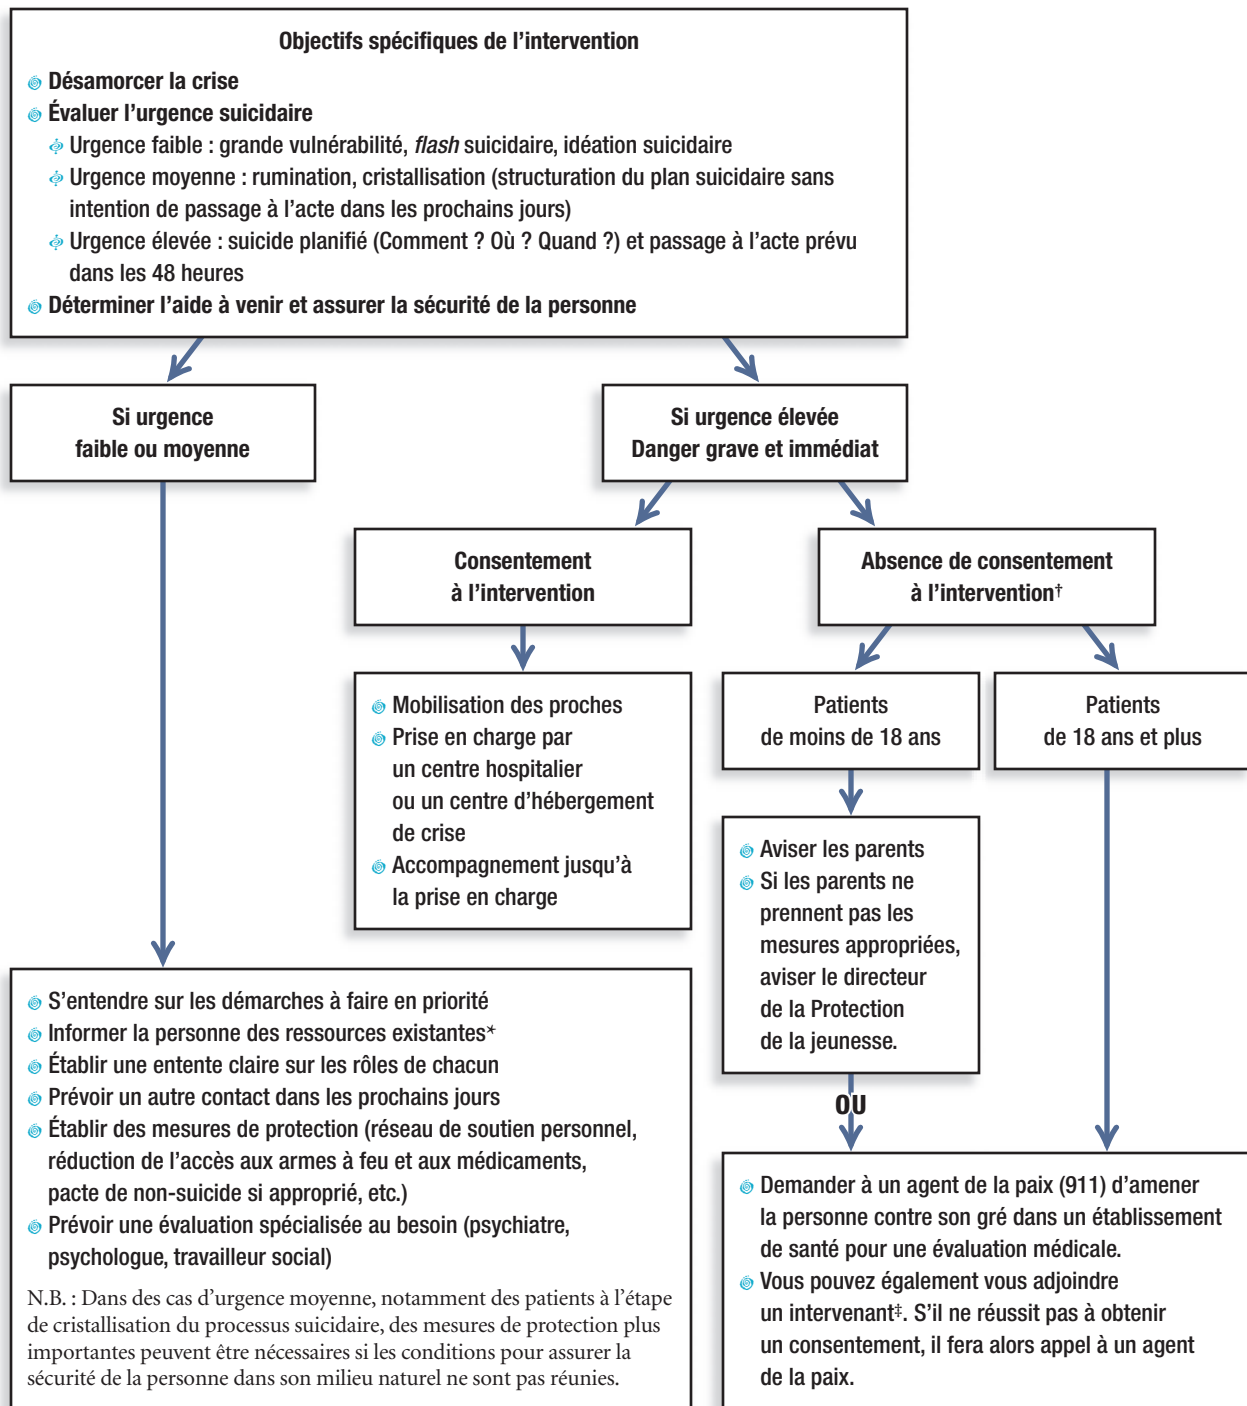 Objectifs spécifiques de l’intervention
Désamorcer la crise
Évaluer l’urgence suicidaire
Urgence faible : grande vulnérabilité, flash suicidaire, idéation suicidaire
Urgence moyenne : rumination, cristallisation (structuration du plan suicidaire sans
intention de passage à l’acte dans les prochains jours)
Urgence élevée : suicide planifié (Comment ? Où ? Quand ?) et passage à l’acte prévu
dans les 48 heures
Déterminer l’aide à venir et assurer la sécurité de la personne
Si urgence
faible ou moyenne
Si urgence élevée
Danger grave et immédiat
Consentement
à l’intervention
Absence de consentement
à l’intervention†
Mobilisation des proches
Prise en charge par
un centre hospitalier
ou un centre d’hébergement
de crise
Accompagnement jusqu’à
la prise en charge
Patients
de moins de 18 ans
Patients
de 18 ans et plus
Aviser les parents
Si les parents ne
prennent pas les
mesures appropriées,
aviser le directeur
de la Protection
de la jeunesse.
OU
S’entendre sur les démarches à faire en priorité
Informer la personne des ressources existantes*
Établir une entente claire sur les rôles de chacun
Prévoir un autre contact dans les prochains jours
Établir des mesures de protection (réseau de soutien personnel,
réduction de l’accès aux armes à feu et aux médicaments,
pacte de non-suicide si approprié, etc.)
Prévoir une évaluation spécialisée au besoin (psychiatre,
psychologue, travailleur social)
N.B. : Dans des cas d’urgence moyenne, notamment des patients à l’étape
de cristallisation du processus suicidaire, des mesures de protection plus
importantes peuvent être nécessaires si les conditions pour assurer la
sécurité de la personne dans son milieu naturel ne sont pas réunies.
Demander à un agent de la paix (911) d’amener
la personne contre son gré dans un établissement
de santé pour une évaluation médicale.
Vous pouvez également vous adjoindre
un intervenant‡. S’il ne réussit pas à obtenir
un consentement, il fera alors appel à un agent
de la paix.